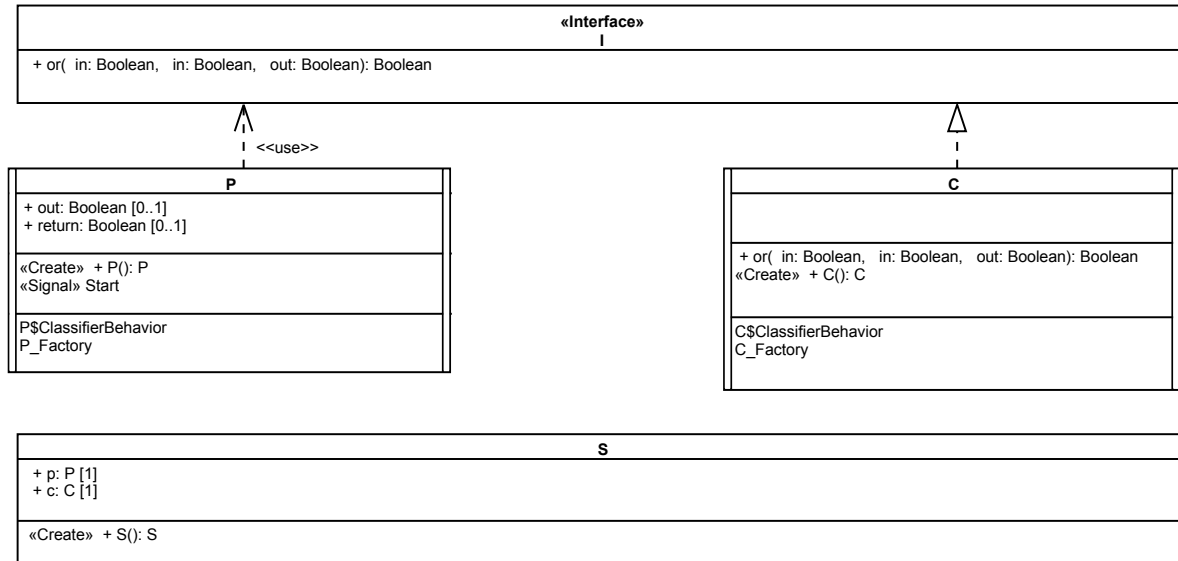 «Interface»
I
+ or(  in: Boolean,   in: Boolean,   out: Boolean): Boolean
<<use>>
P
+ out: Boolean [0..1]
+ return: Boolean [0..1]
«Create»  + P(): P
«Signal» Start
P$ClassifierBehavior
P_Factory
C
+ or(  in: Boolean,   in: Boolean,   out: Boolean): Boolean
«Create»  + C(): C
C$ClassifierBehavior
C_Factory
S
+ p: P [1]
+ c: C [1]
«Create»  + S(): S